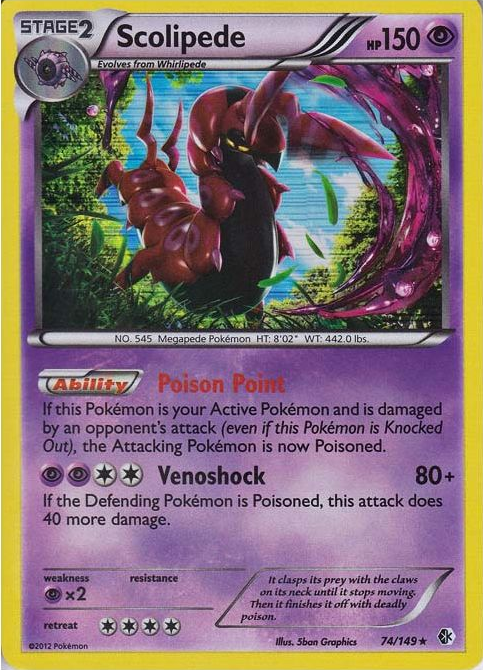 STAGE2 Scolipede HP150
Evolves from Whirlipede
NO. 545 Megapede Pokémon HT: 8'02" WT: 442.0 lbs.
Ability Poison Point
If this Pokémon is your Active Pokémon and is damaged
by an opponent's attack (even if this Pokémon is Knocked
Out), the Attacking Pokémon is now Poisoned.
Venoshock 80+
If the Defending Pokémon is Poisoned, this attack does
40 more damage.
weakness resistance
×2
retreat
It clasps its prey with the claws
on its neck until it stops moving.
Then it finishes it off with deadly
poison.
©2012 Pokémon Illus. 5ban Graphics 74/149★